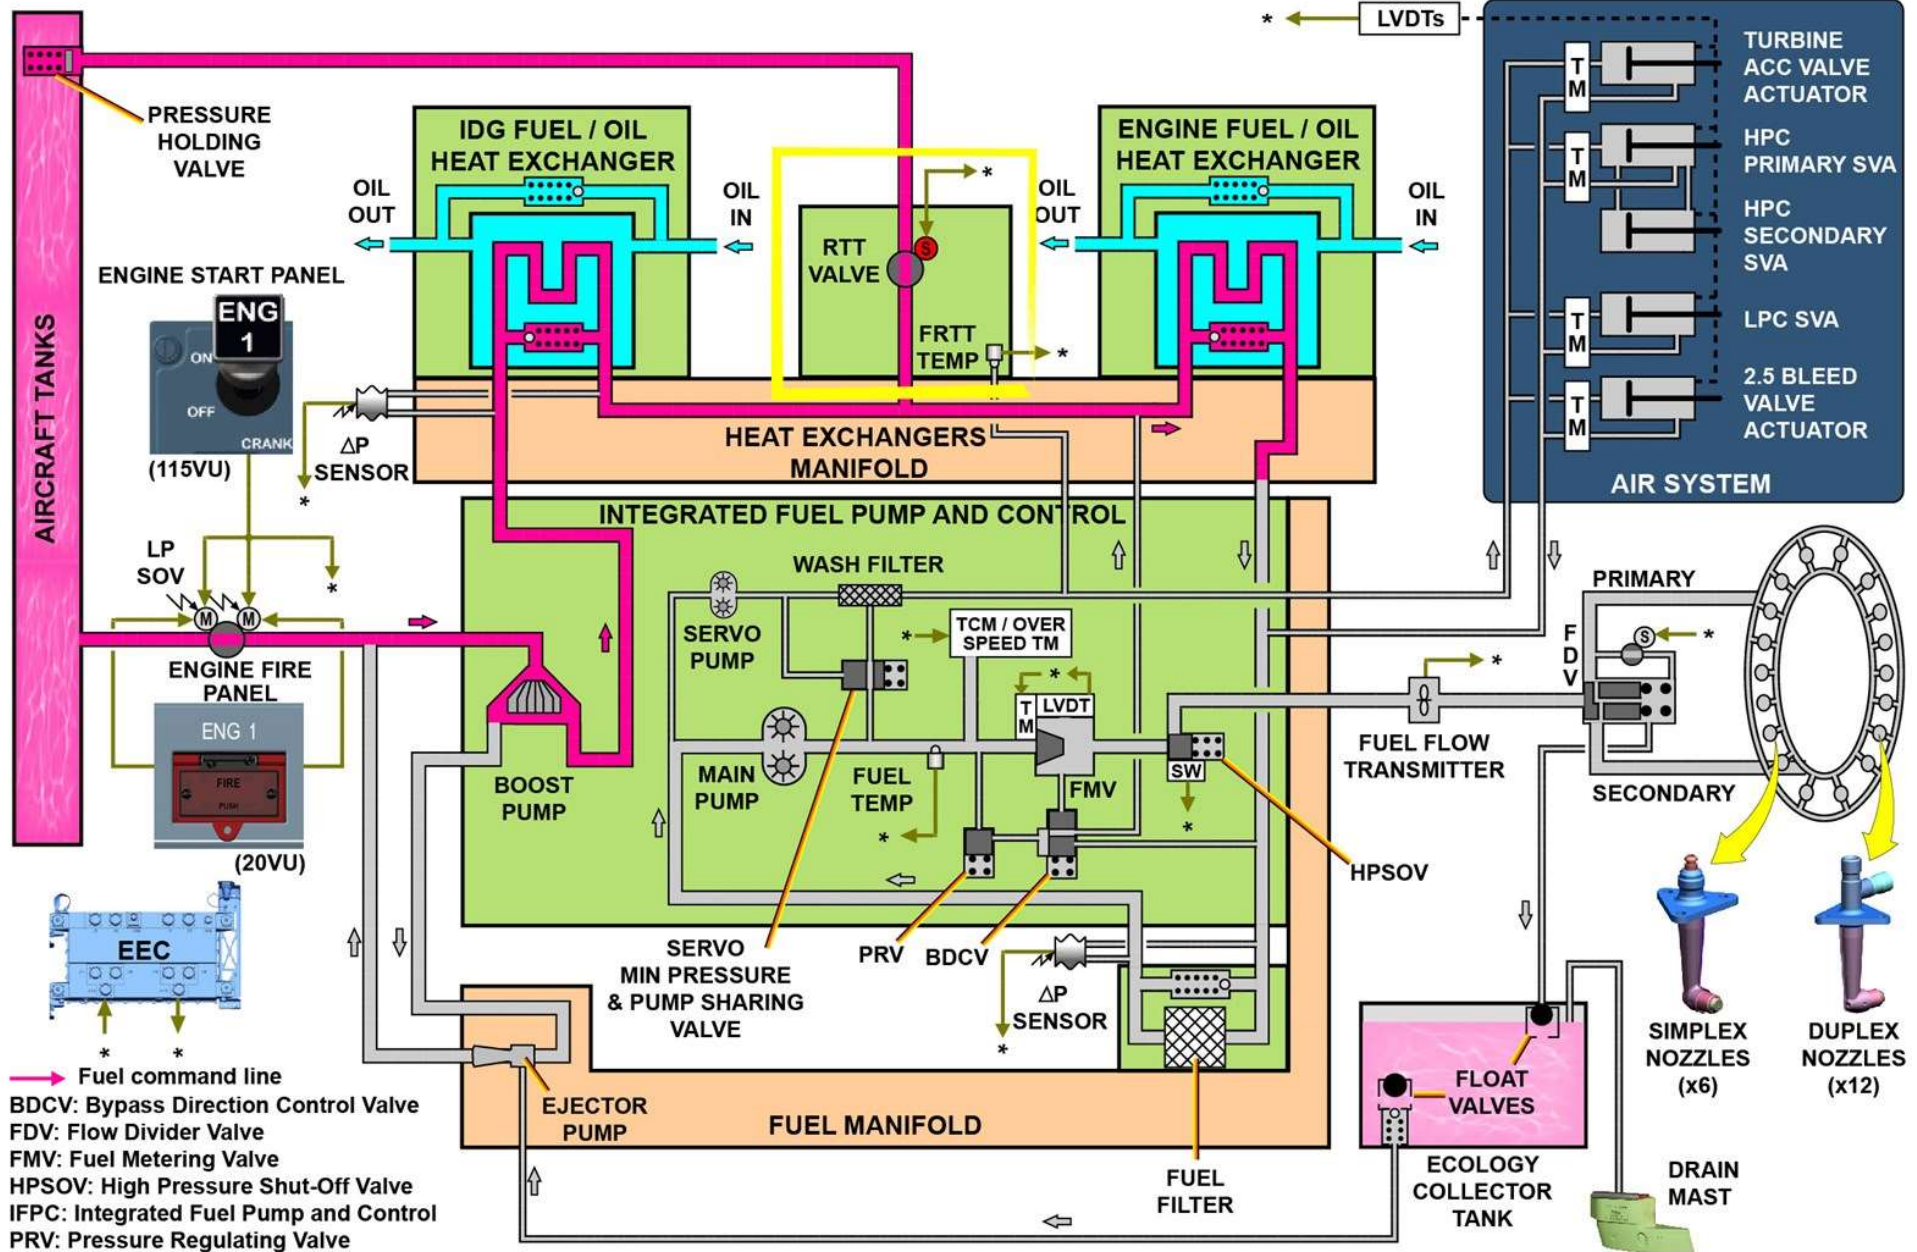 * LVDTs
TURBINE
ACC VALVE
ACTUATOR
TM
HPC
PRIMARY SVA
TM
HPC
SECONDARY
SVA
LPC SVA
TM
2.5 BLEED
VALVE
ACTUATOR
TM
AIR SYSTEM
PRESSURE
HOLDING
VALVE
AIRCRAFT TANKS
IDG FUEL / OIL
HEAT EXCHANGER
OIL
OUT
OIL
IN
*
RTT
VALVE
S
FRTT
TEMP
*
ENGINE FUEL / OIL
HEAT EXCHANGER
OIL
OUT
OIL
IN
ENGINE START PANEL
ENG
1
ON
OFF
CRANK
(115VU)
ΔP
SENSOR
*
HEAT EXCHANGERS
MANIFOLD
LP
SOV
*
M
M
ENGINE FIRE
PANEL
ENG 1
FIRE
PUSH
(20VU)
INTEGRATED FUEL PUMP AND CONTROL
WASH FILTER
SERVO
PUMP
* TCM / OVER
SPEED TM
*
TM
LVDT
BOOST
PUMP
MAIN
PUMP
FUEL
TEMP
*
FMV
SW
*
HPSOV
SERVO
MIN PRESSURE
& PUMP SHARING
VALVE
PRV
BDCV
ΔP
SENSOR
*
PRIMARY
FDV
S
*
*
FUEL FLOW
TRANSMITTER
SECONDARY
SIMPLEX
NOZZLES
(x6)
DUPLEX
NOZZLES
(x12)
EEC
* *
EJECTOR
PUMP
FUEL MANIFOLD
FUEL
FILTER
FLOAT
VALVES
ECOLOGY
COLLECTOR
TANK
DRAIN
MAST
Fuel command line
BDCV: Bypass Direction Control Valve
FDV: Flow Divider Valve
FMV: Fuel Metering Valve
HPSOV: High Pressure Shut-Off Valve
IFPC: Integrated Fuel Pump and Control
PRV: Pressure Regulating Valve